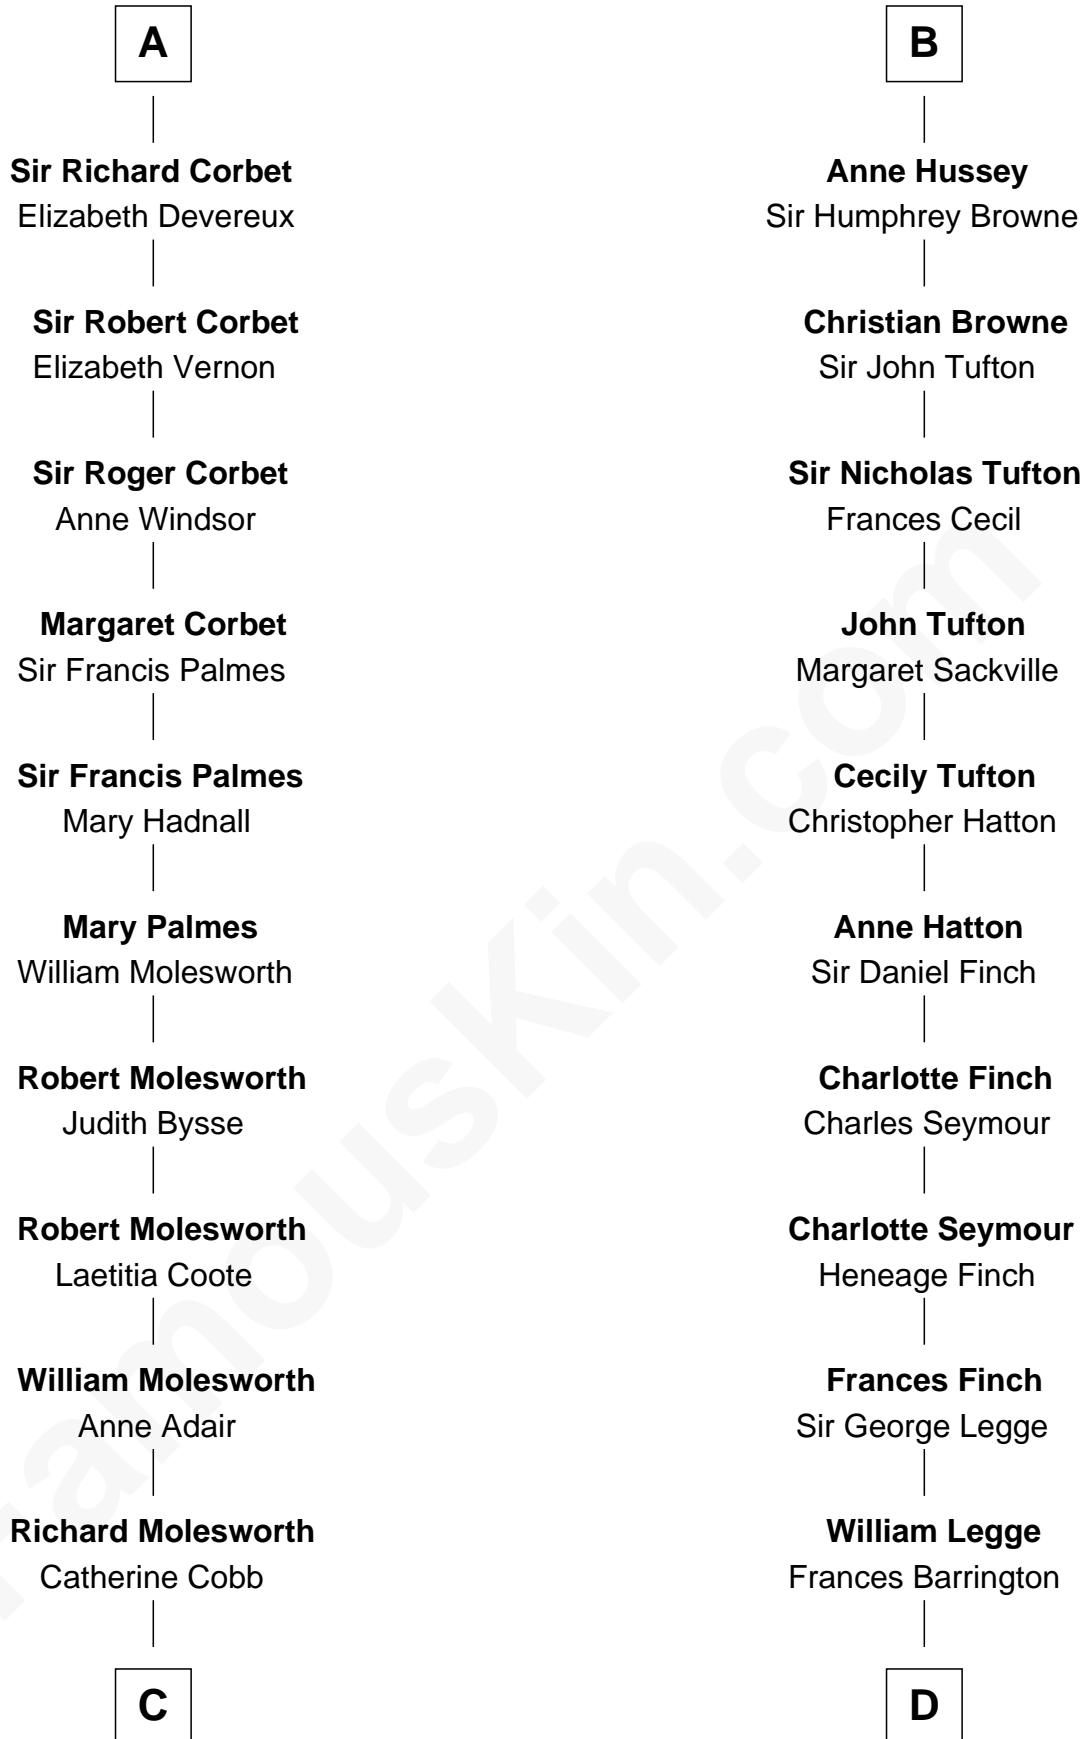 A
Sir Richard Corbet
Elizabeth Devereux
Sir Robert Corbet
Elizabeth Vernon
Sir Roger Corbet
Anne Windsor
Margaret Corbet
Sir Francis Palmes
Sir Francis Palmes
Mary Hadnall
Mary Palmes
William Molesworth
Robert Molesworth
Judith Bysse
Robert Molesworth
Laetitia Coote
William Molesworth
Anne Adair
Richard Molesworth
Catherine Cobb
C
B
Anne Hussey
Sir Humphrey Browne
Christian Browne
Sir John Tufton
Sir Nicholas Tufton
Frances Cecil
John Tufton
Margaret Sackville
Cecily Tufton
Christopher Hatton
Anne Hatton
Sir Daniel Finch
Charlotte Finch
Charles Seymour
Charlotte Seymour
Heneage Finch
Frances Finch
Sir George Legge
William Legge
Frances Barrington
D
FamousKin.com